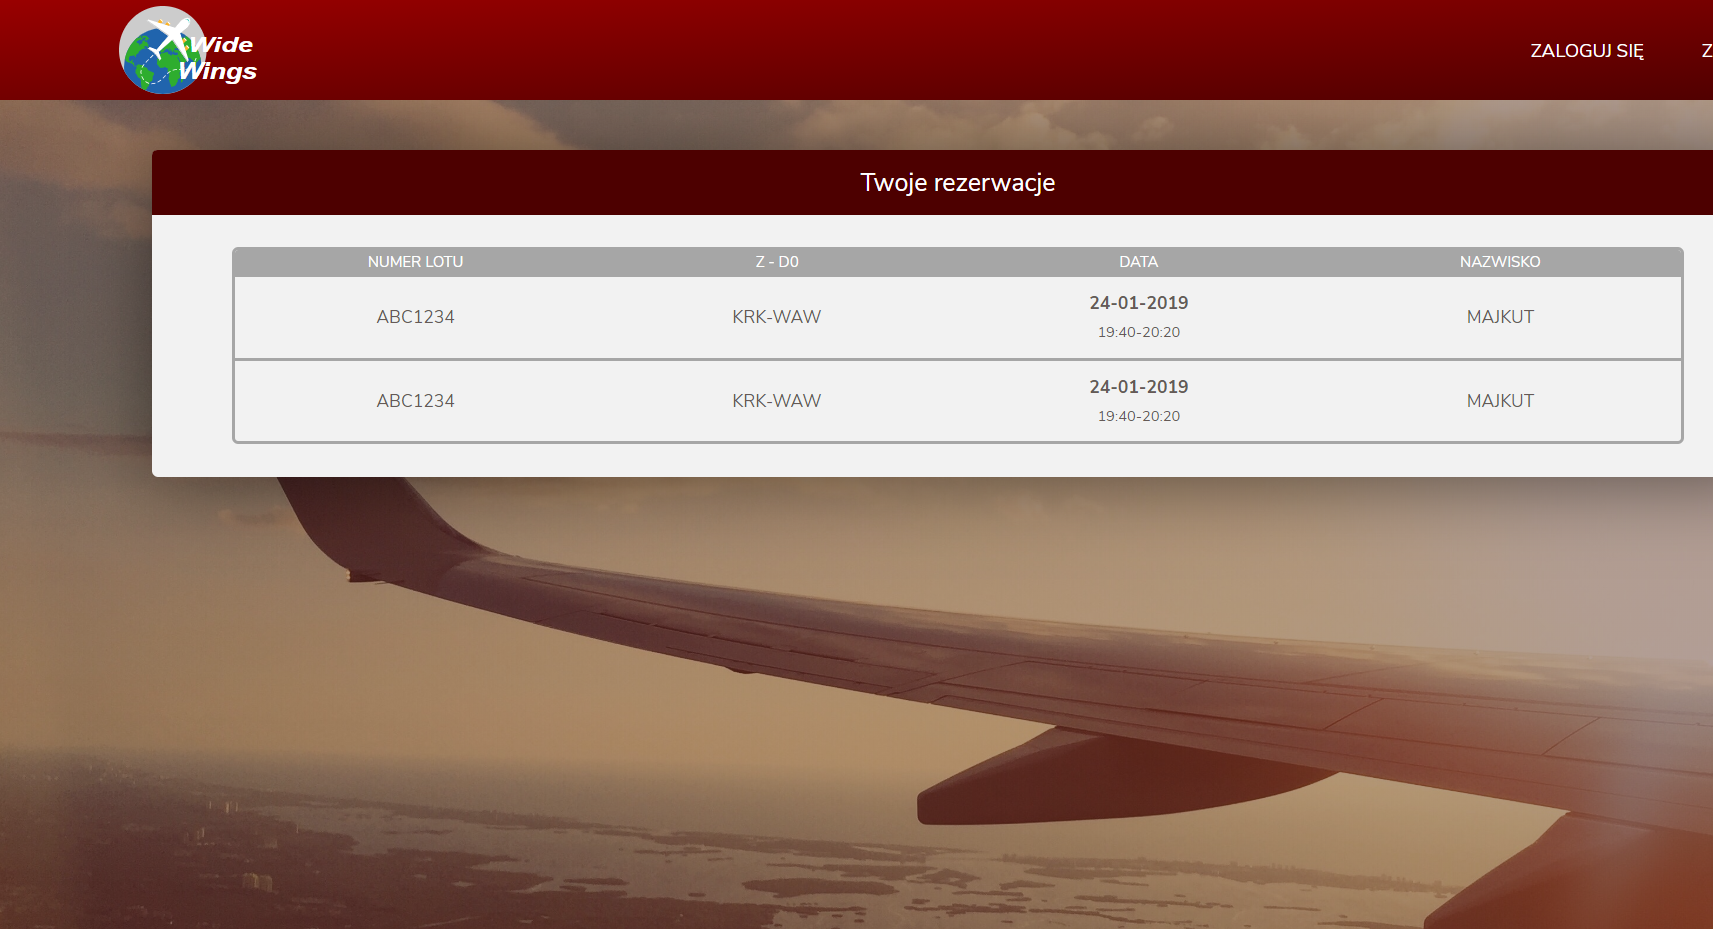 Wide
Wings
ZALOGUJ SIĘ
Z
Twoje rezerwacje
NUMER LOTU Z - D0 DATA NAZWISKO
ABC1234 KRK-WAW 24-01-2019 MAJKUT
19:40-20:20
ABC1234 KRK-WAW 24-01-2019 MAJKUT
19:40-20:20